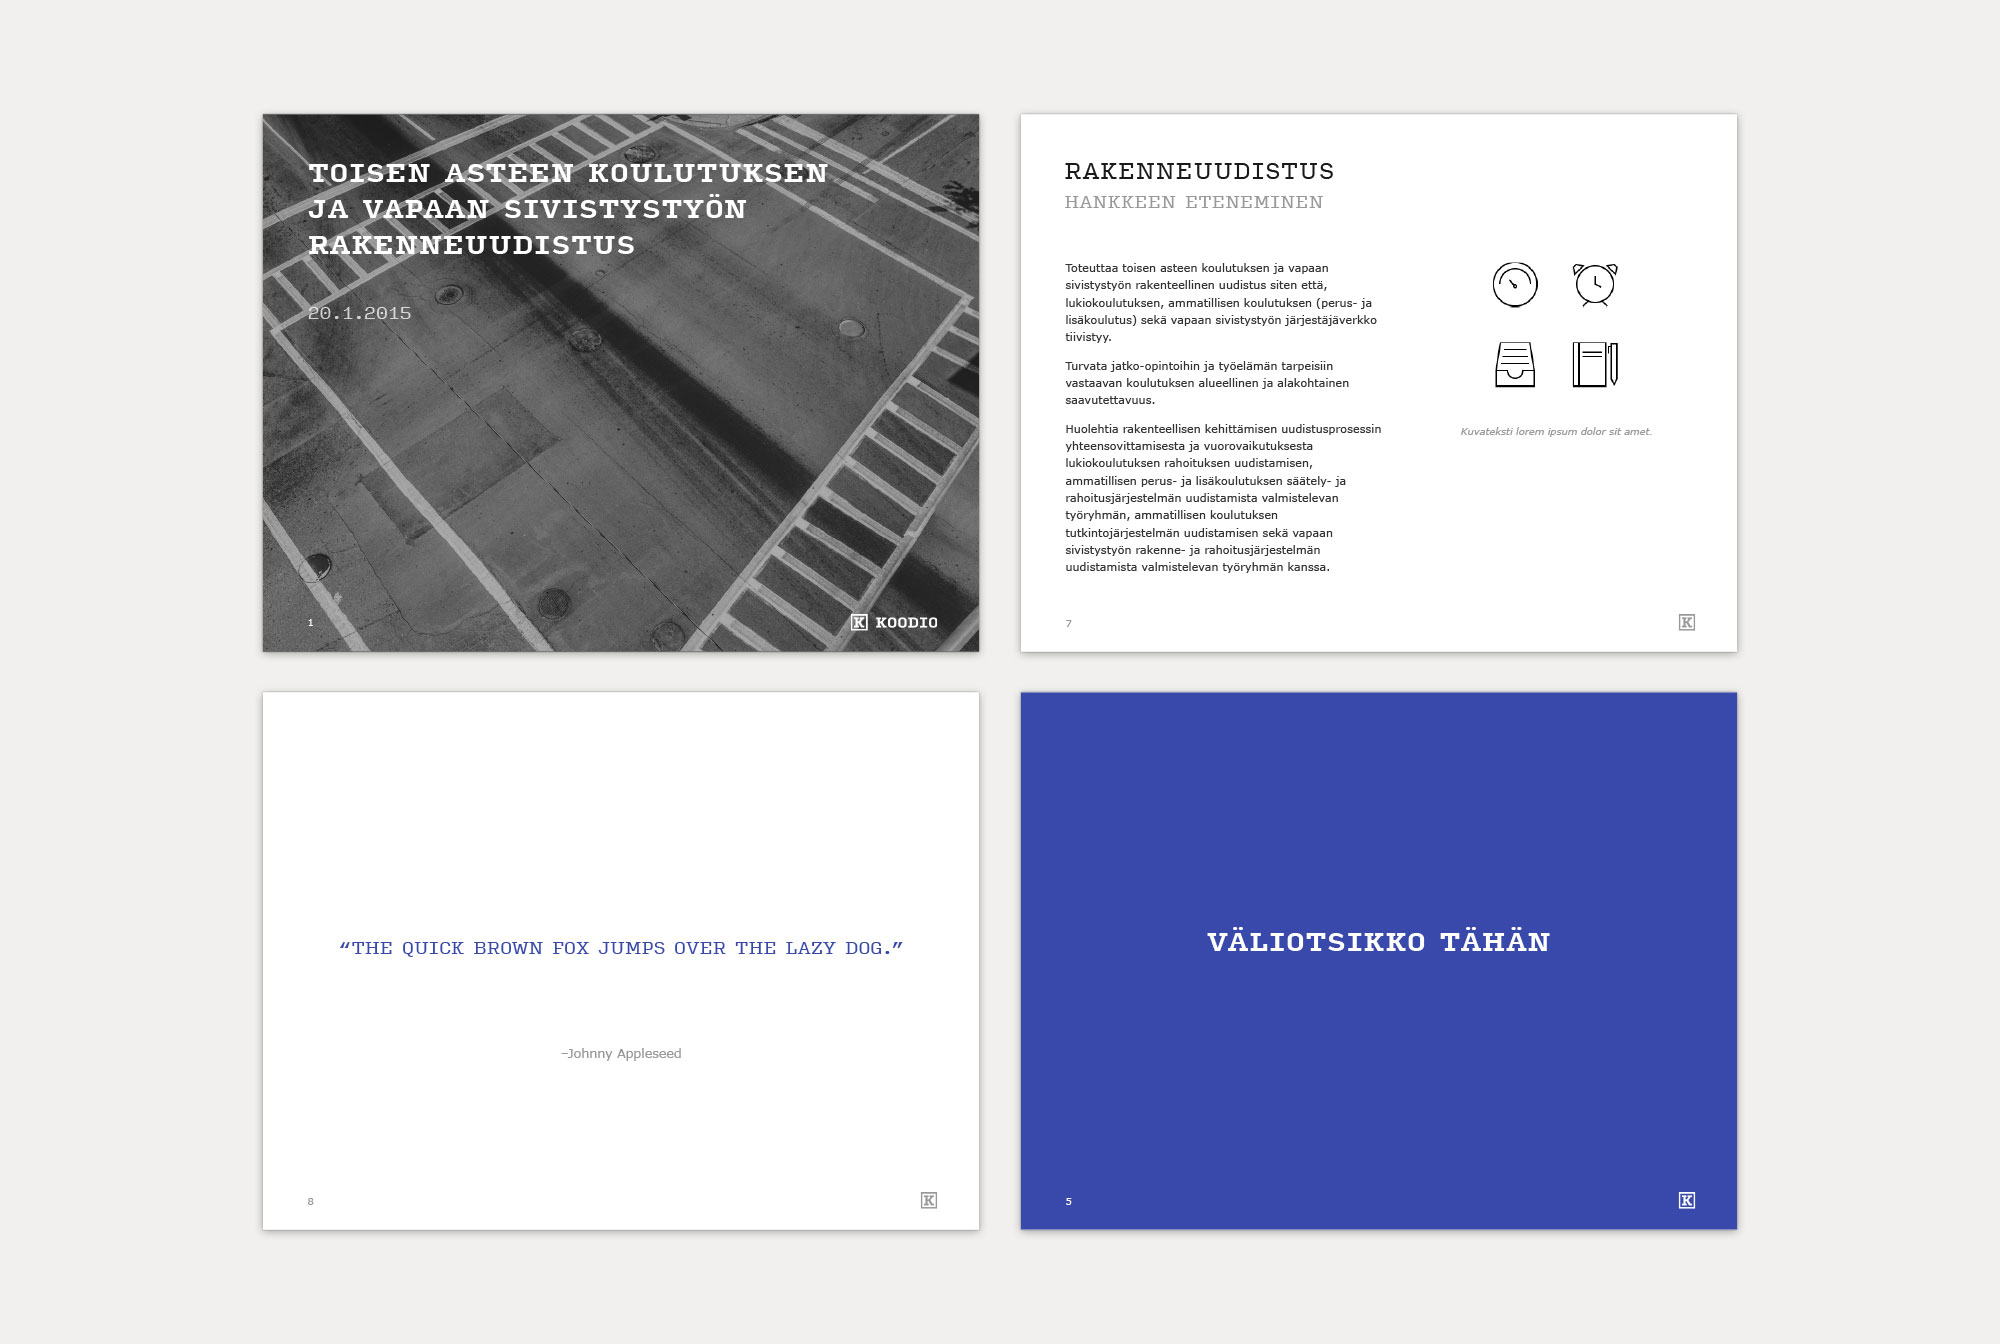 TOISEN ASTEEN KOULUTUKSEN
JA VAPAAN SIVISTYSTYÖN
RAKENNEUUDISTUS
20.1.2015
1
K KOODIO
RAKENNEUUDISTUS
HANKKEEN ETENEMINEN
Toteuttaa toisen asteen koulutuksen ja vapaan
sivistystyön rakenteellinen uudistus siten että,
lukiokoulutuksen, ammatillisen koulutuksen (perus- ja
lisäkoulutus) sekä vapaan sivistystyön järjestäjäverkko
tiivistyy.
Turvata jatko-opintoihin ja työelämän tarpeisiin
vastaavan koulutuksen alueellinen ja alakohtainen
saavutettavuus.
Huolehtia rakenteellisen kehittämisen uudistusprosessin
yhteensovittamisesta ja vuorovaikutuksesta
lukiokoulutuksen rahoituksen uudistamisen,
ammatillisen perus- ja lisäkoulutuksen säätely- ja
rahoitusjärjestelmän uudistamista valmistelevan
työryhmän, ammatillisen koulutuksen
tutkintojärjestelmän uudistamisen sekä vapaan
sivistystyön rakenne- ja rahoitusjärjestelmän
uudistamista valmistelevan työryhmän kanssa.
Kuvateksti lorem ipsum dolor sit amet.
7
K
“THE QUICK BROWN FOX JUMPS OVER THE LAZY DOG.”
–Johnny Appleseed
8
K
VÄLIOTSIKKO TÄHÄN
5
K